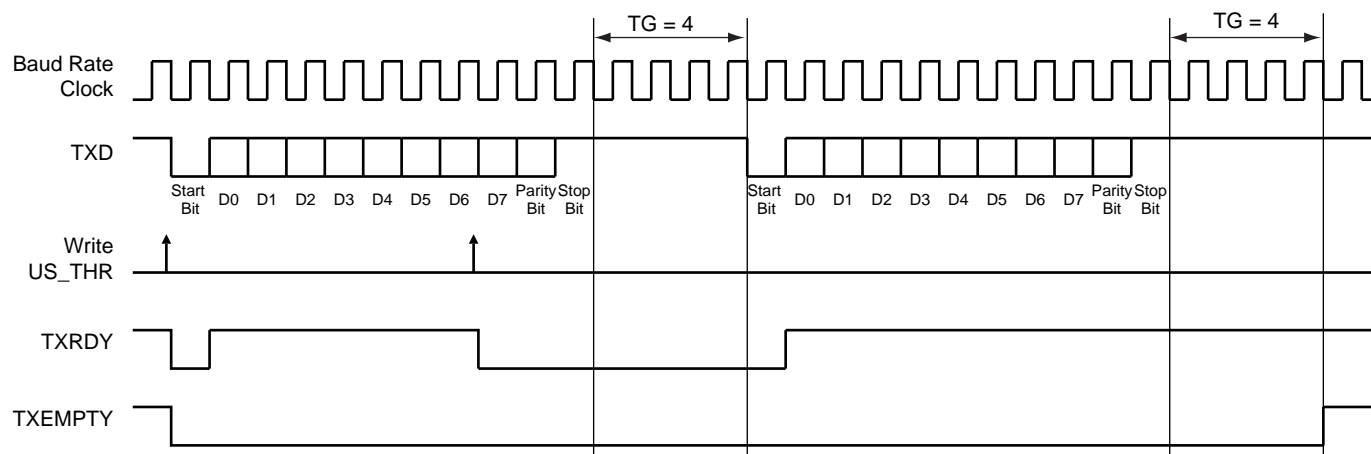 TG = 4
TG = 4
Baud Rate
Clock
TXD
Start
Bit
D0
D1
D2
D3
D4
D5
D6
D7
Parity
Bit
Stop
Bit
Start
Bit
D0
D1
D2
D3
D4
D5
D6
D7
Parity
Bit
Stop
Bit
Write
US_THR
TXRDY
TXEMPTY